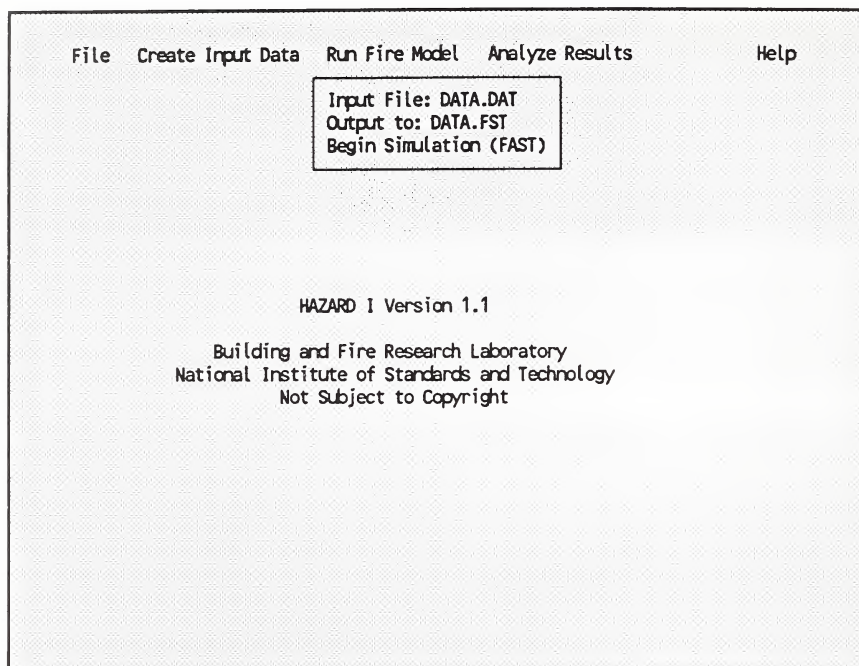 File Create Input Data Run Fire Model Analyze Results Help
Input File: DATA.DAT
Output to: DATA.FST
Begin Simulation (FAST)
HAZARD I Version 1.1
Building and Fire Research Laboratory
National Institute of Standards and Technology
Not Subject to Copyright